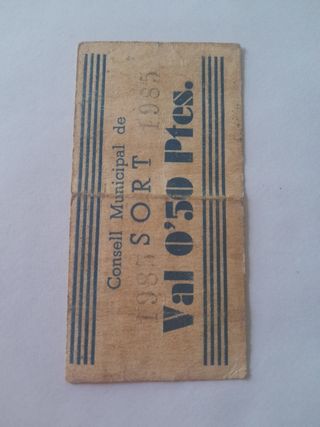 Consell Municipal de
1985 SORT 1985
Val 0'50 Ptes.